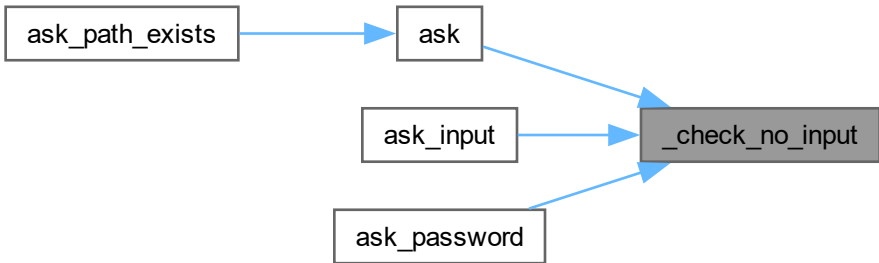 ask_path_exists
ask
ask_input
_check_no_input
ask_password